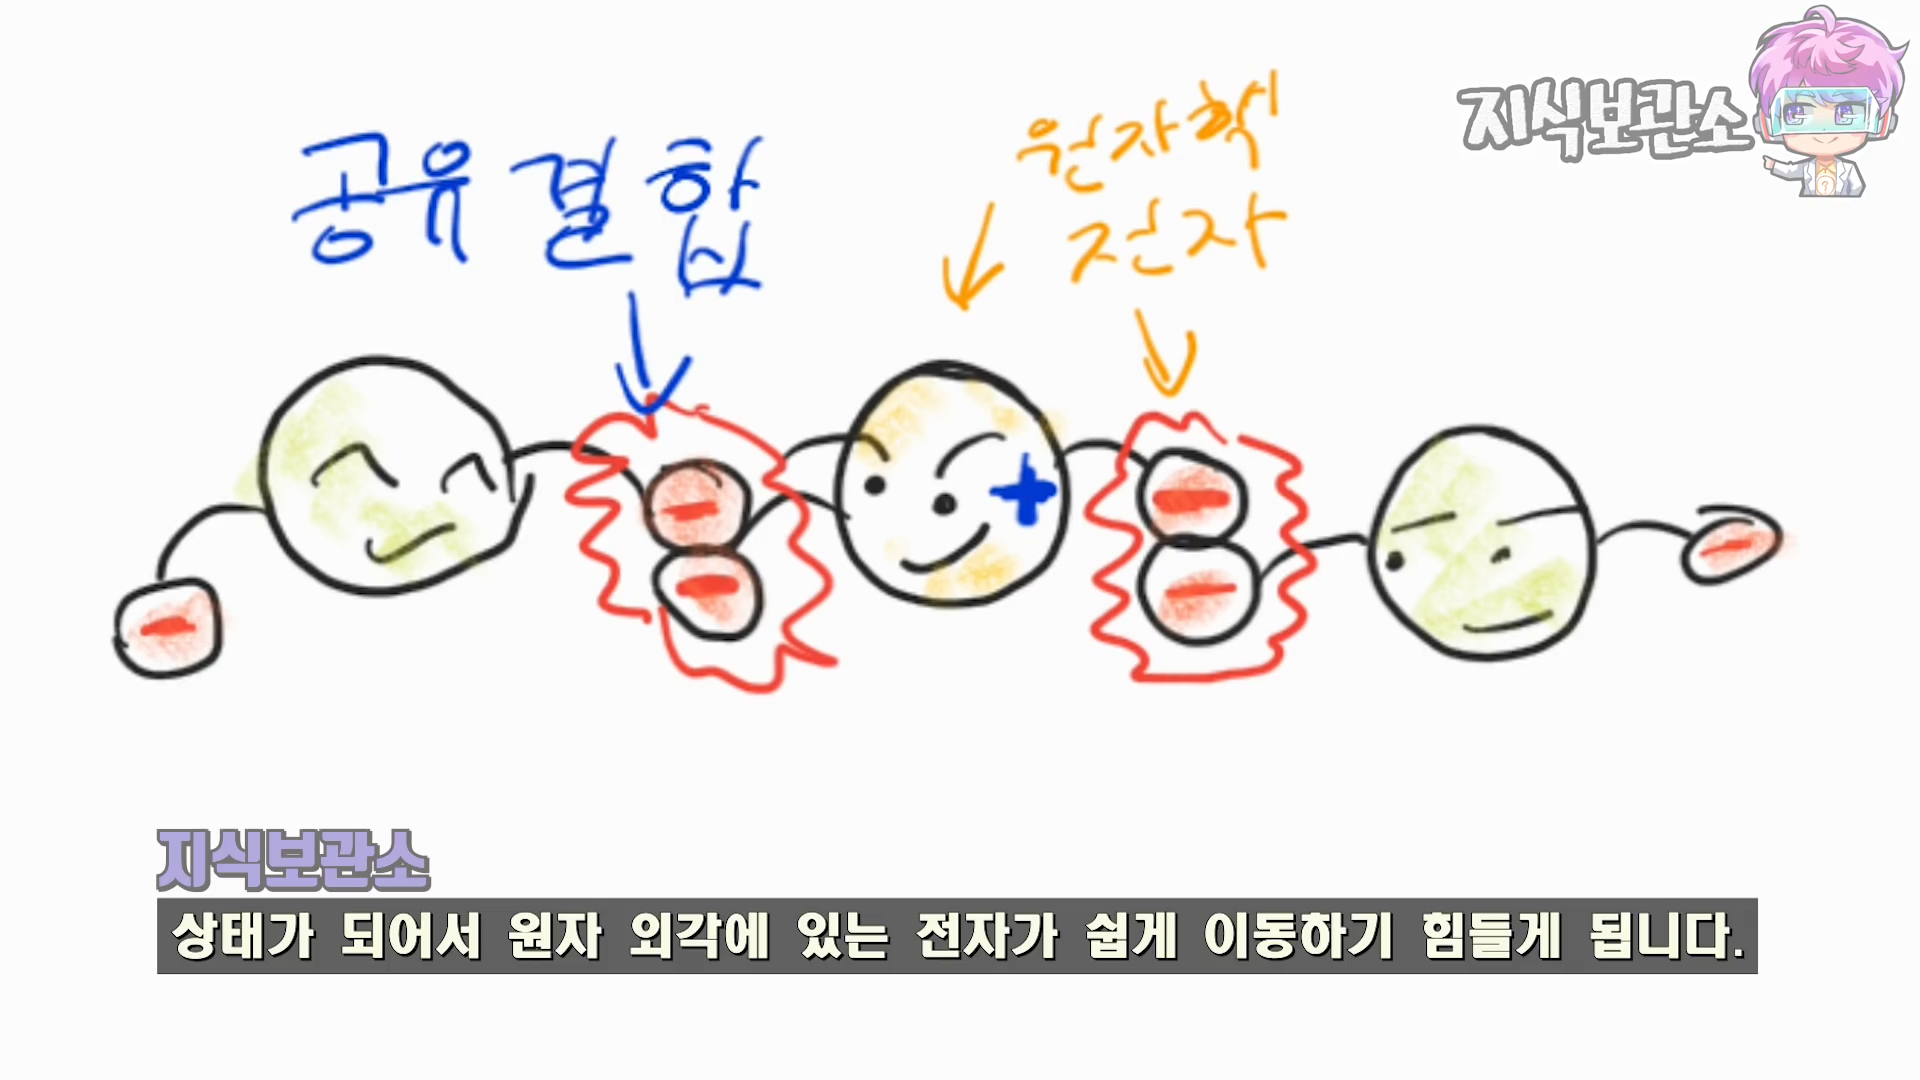 지식보관소
공유결합
원자핵
전자
지식보관소
상태가 되어서 원자 외각에 있는 전자가 쉽게 이동하기 힘들게 됩니다.